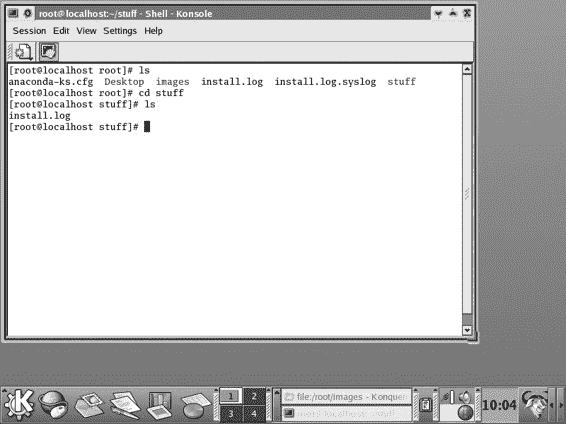 root@localhost:~/stuff - Shell - Konsole
Session Edit View Settings Help
[root@localhost root]# ls
anaconda-ks.cfg Desktop images install.log install.log.syslog stuff
[root@localhost root]# cd stuff
[root@localhost stuff]# ls
install.log
[root@localhost stuff]#
1 2
3 4
file:/root/images - Konquer
10:04